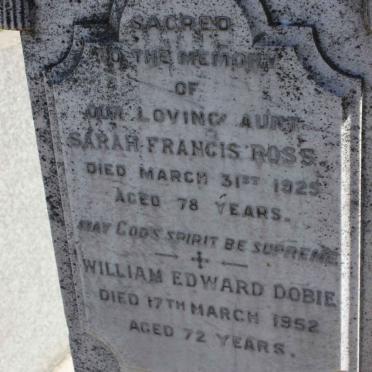 SACRED
TO THE MEMORY
OF
OUR LOVING AUNT
SARAH FRANCIS ROSS.
DIED MARCH 31ST 1925
AGED 78 YEARS.
MAY GOD'S SPIRIT BE SUPREME
WILLIAM EDWARD DOBIE
DIED 17TH MARCH 1952
AGED 72 YEARS.